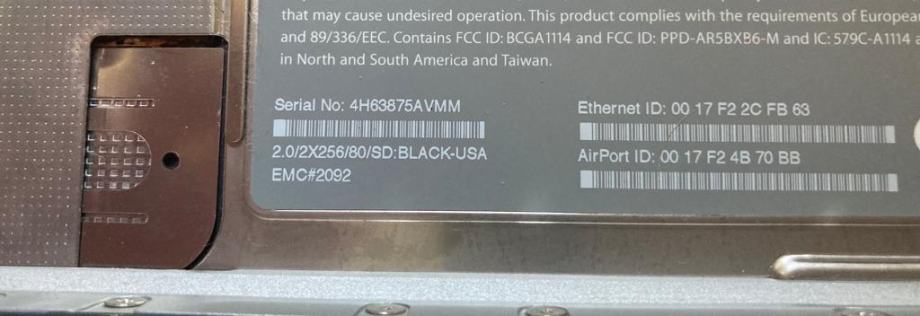 that may cause undesired operation. This product complies with the requirements of European
and 89/336/EEC. Contains FCC ID: BCGA1114 and FCC ID: PPD-AR5BXB6-M and IC: 579C-A1114
in North and South America and Taiwan.
Serial No: 4H63875AVMM
2.0/2X256/80/SD:BLACK-USA
EMC#2092
Ethernet ID: 00 17 F2 2C FB 63
AirPort ID: 00 17 F2 4B 70 BB